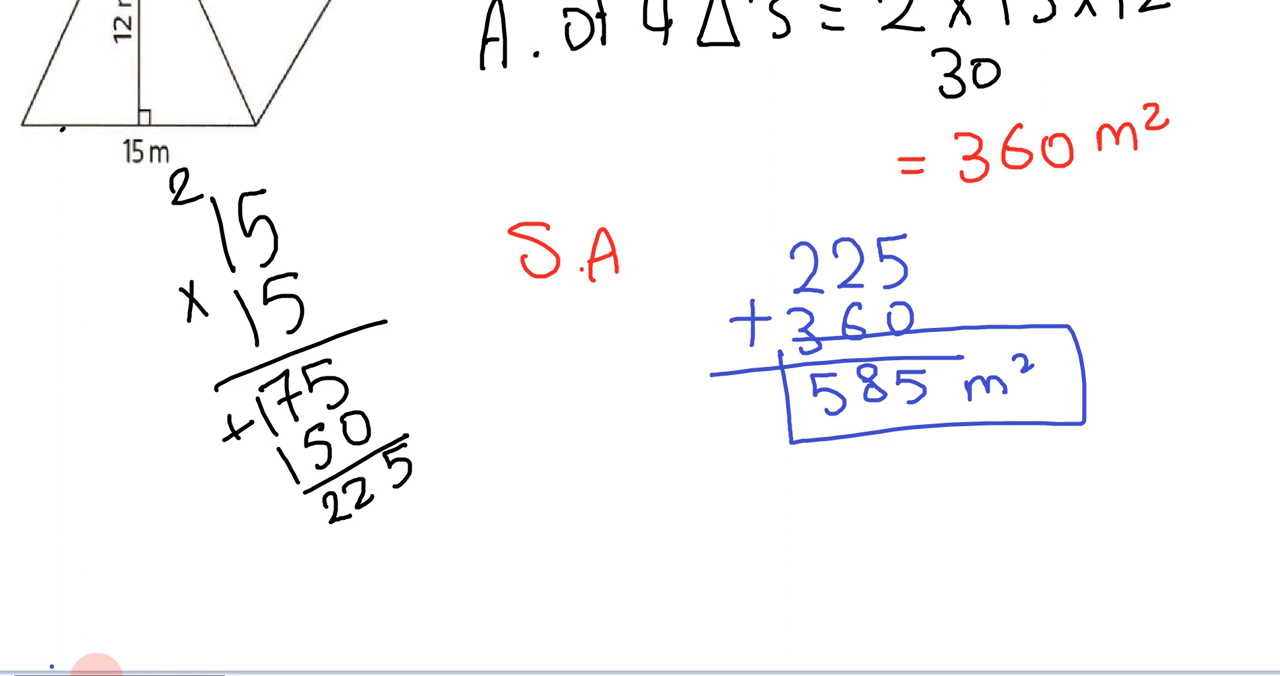 12
A. of 4 Δ's = 2 x 15 x 12
30
= 360 m²
15 m
2
15
x 15
+175
150
225
S.A
225
+360
585 m²